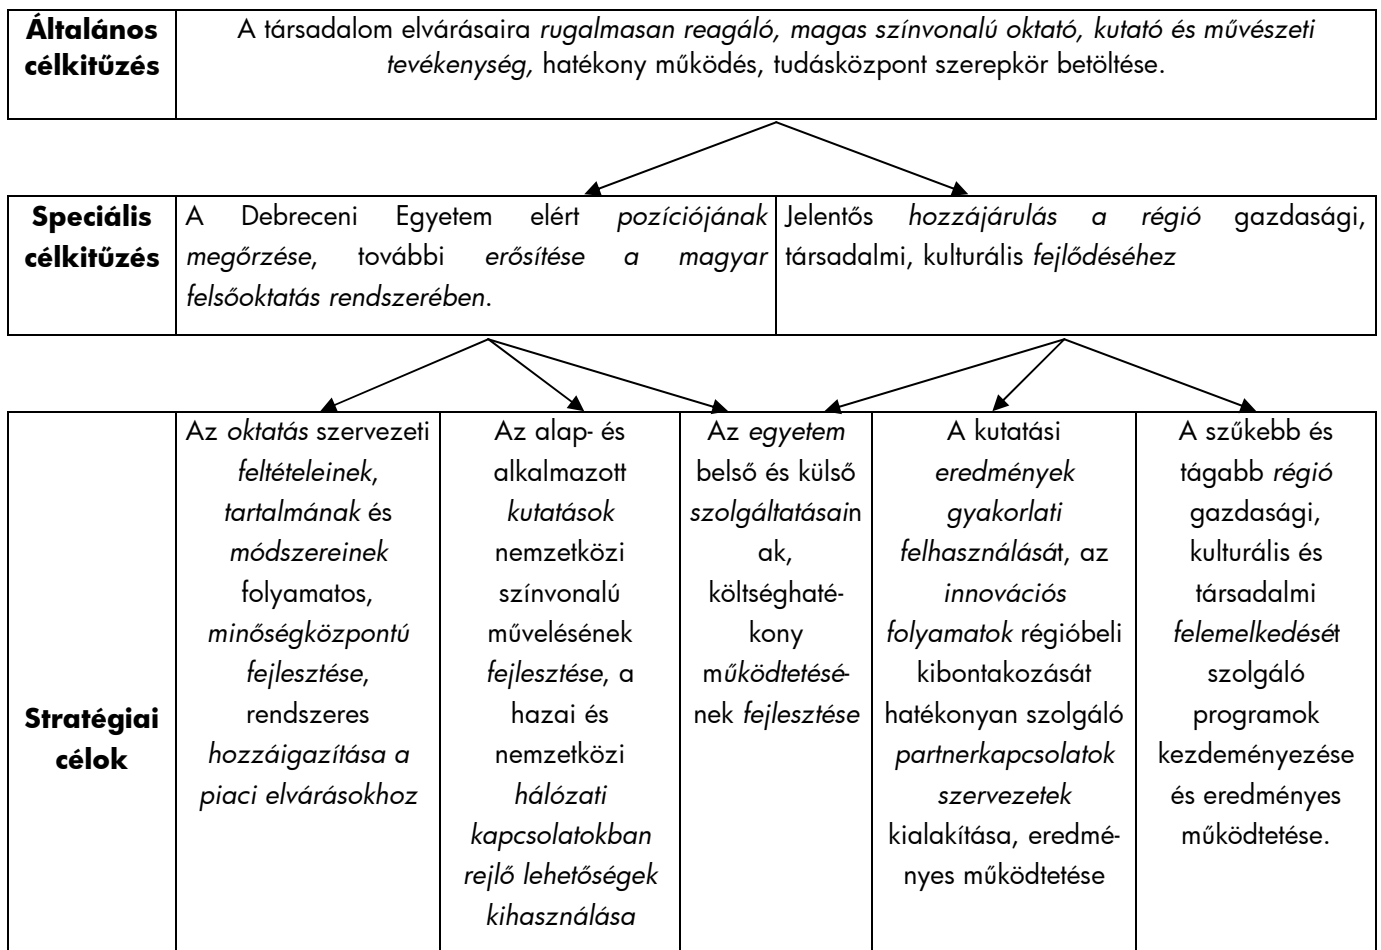 Általános
célkitűzés
A társadalom elvárásaira rugalmasan reagáló, magas színvonalú oktató, kutató és művészeti
tevékenység, hatékony működés, tudásközpont szerepkör betöltése.
Speciális
célkitűzés
A Debreceni Egyetem elért pozíciójának
megőrzése, további erősítése a magyar
felsőoktatás rendszerében.
Jelentős hozzájárulás a régió gazdasági,
társadalmi, kulturális fejlődéséhez
Stratégiai
célok
Az oktatás szervezeti
feltételeinek,
tartalmának és
módszereinek
folyamatos,
minőségközpontú
fejlesztése,
rendszeres
hozzáigazítása a
piaci elvárásokhoz
Az alap- és
alkalmazott
kutatások
nemzetközi
színvonalú
művelésének
fejlesztése, a
hazai és
nemzetközi
hálózati
kapcsolatokban
rejlő lehetőségek
kihasználása
Az egyetem
belső és külső
szolgáltatásain
ak,
költséghaté-
kony
működtetésé-
nek fejlesztése
A kutatási
eredmények
gyakorlati
felhasználását, az
innovációs
folyamatok régióbeli
kibontakozását
hatékonyan szolgáló
partnerkapcsolatok
szervezetek
kialakítása, eredmé-
nyes működtetése
A szűkebb és
tágabb régió
gazdasági,
kulturális és
társadalmi
felemelkedését
szolgáló
programok
kezdeményezése
és eredményes
működtetése.